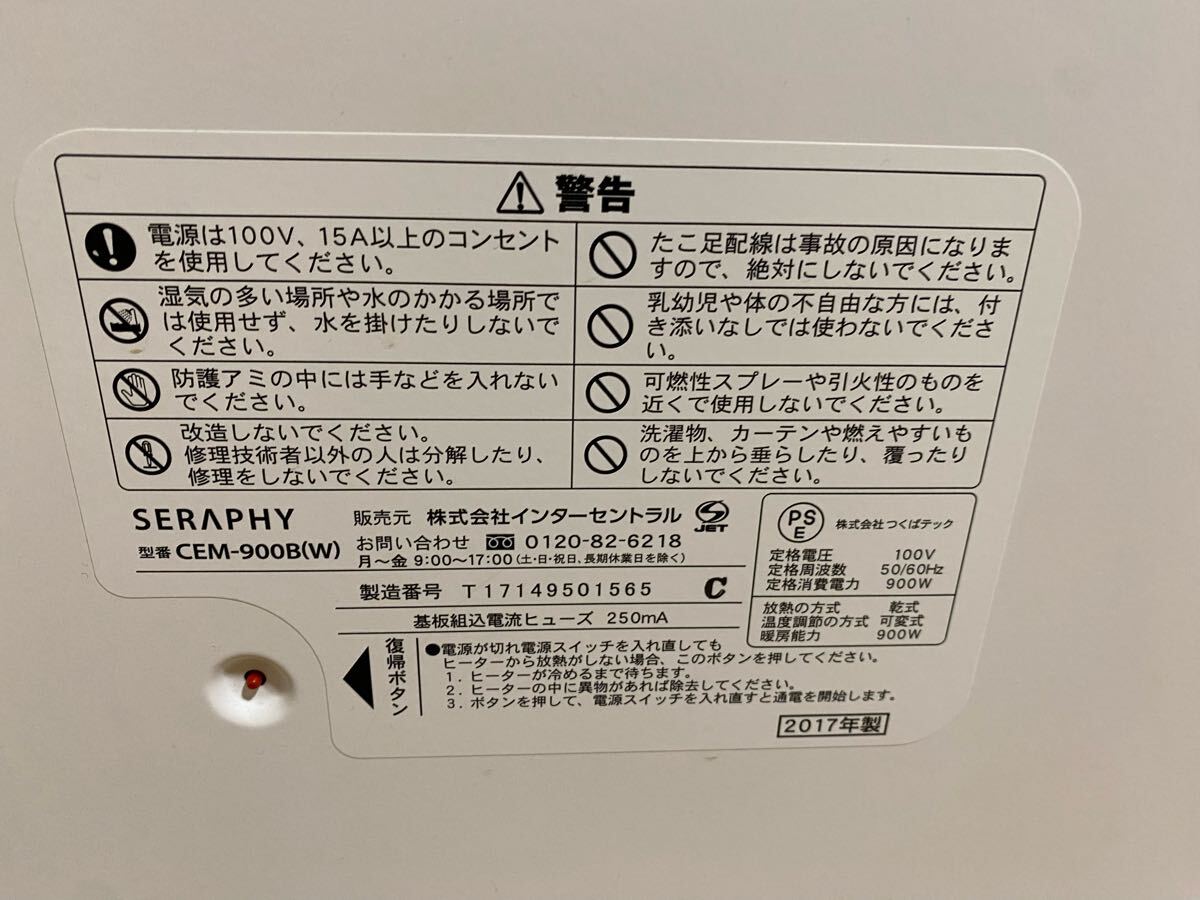 警告
電源は100V、15A以上のコンセント
を使用してください。
湿気の多い場所や水のかかる場所で
は使用せず、水を掛けたりしないで
ください。
防護アミの中には手などを入れない
でください。
改造しないでください。
修理技術者以外の人は分解したり、
修理をしないでください。
たこ足配線は事故の原因になりま
すので、絶対にしないでください。
乳幼児や体の不自由な方には、付
き添いなしでは使わないでくださ
い。
可燃性スプレーや引火性のものを
近くで使用しないでください。
洗濯物、カーテンや燃えやすいも
のを上から垂らしたり、覆ったり
しないでください。
SERAPHY
型番 CEM-900B(W)
販売元 株式会社インターセントラル
JET
お問い合わせ 0120-82-6218
月〜金 9:00〜17:00(土・日・祝日、長期休業日を除く)
製造番号 T17149501565 C
基板組込電流ヒューズ 250mA
PS
E
株式会社つくばテック
定格電圧 100V
定格周波数 50/60Hz
定格消費電力 900W
放熱の方式 乾式
温度調節の方式 可変式
暖房能力 900W
復帰ボタン
●電源が切れ電源スイッチを入れ直しても
ヒーターから放熱がしない場合、このボタンを押してください。
1. ヒーターが冷めるまで待ちます。
2. ヒーターの中に異物があれば除去してください。
3. ボタンを押して、電源スイッチを入れ直すと通電を開始します。
2017年製